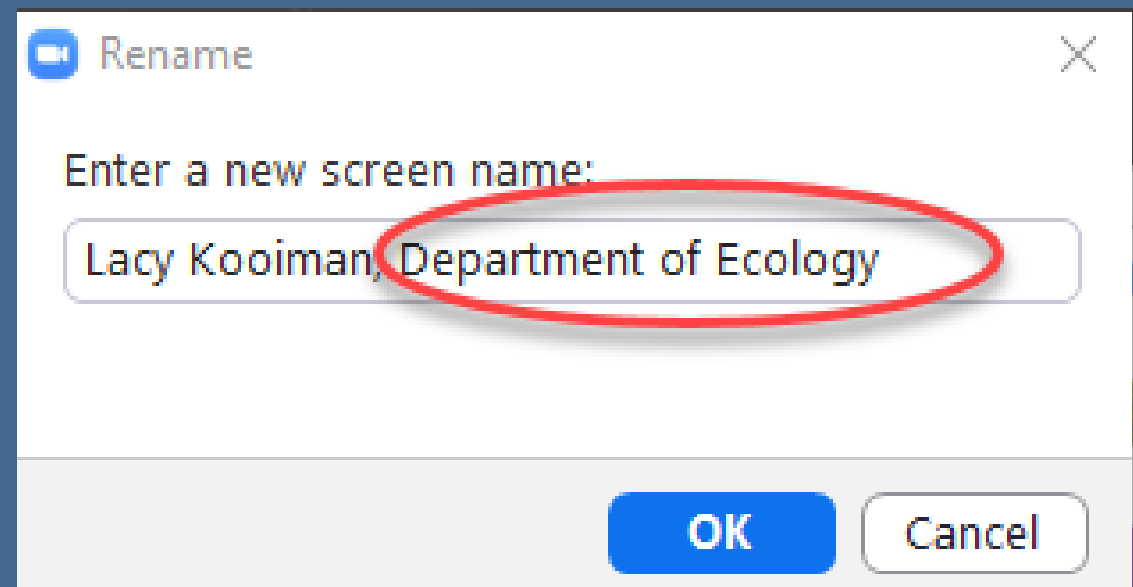 Rename
Enter a new screen name:
Lacy Kooiman, Department of Ecology
OK
Cancel